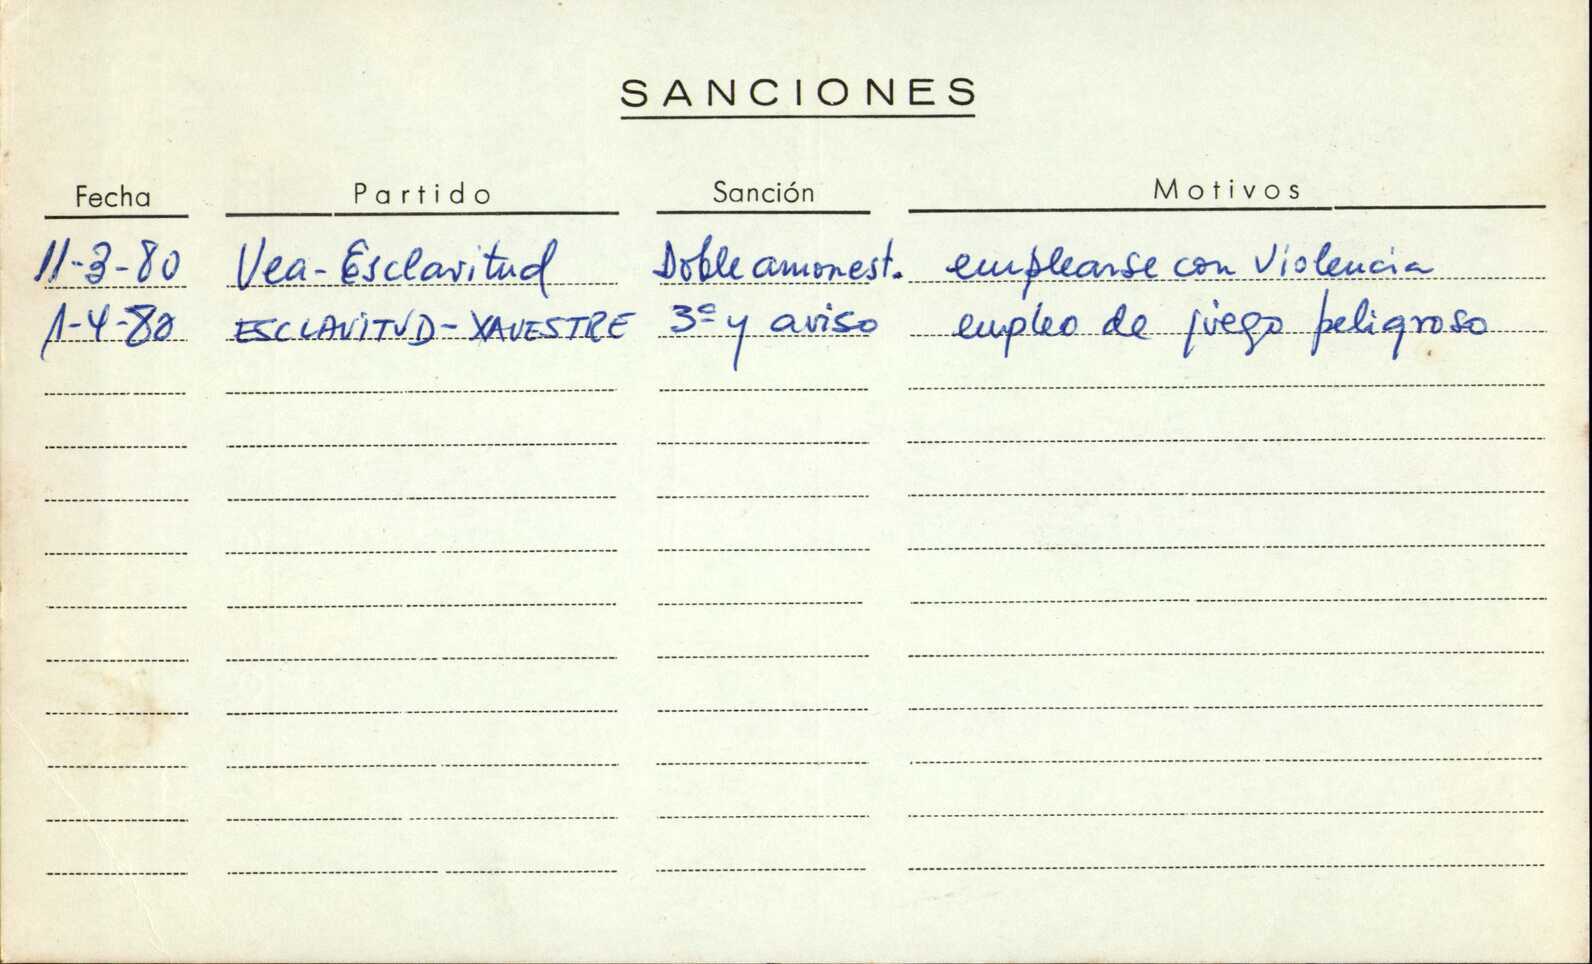 SANCIONES
Fecha Partido Sanción Motivos
11-3-80 Vea-Esclavitud Doble amonest. emplearse con violencia
1-4-80 ESCLAVITUD-XAVESTRE 3ª y aviso empleo de juego peligroso